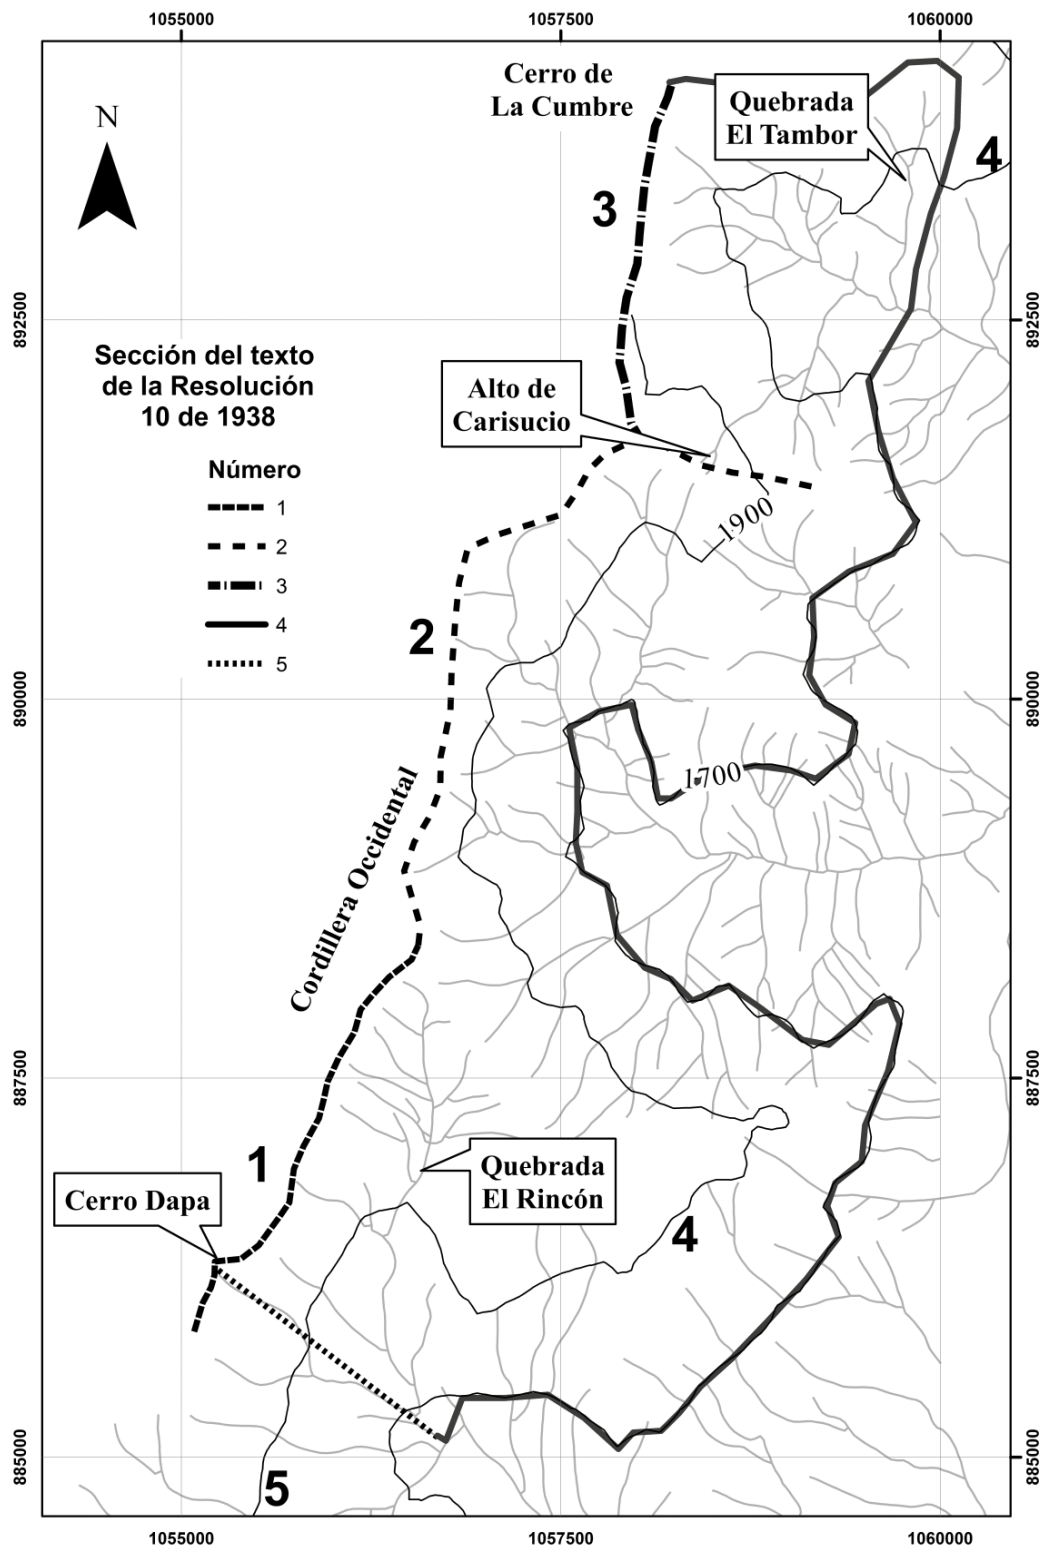 1055000
1057500
1060000
Cerro de
La Cumbre
Quebrada
El Tambor
N
4
3
892500
892500
Sección del texto
de la Resolución
10 de 1938
Alto de
Carisucio
Número
1
2
3
4
5
1900
2
890000
890000
1700
Cordillera Occidental
887500
887500
1
Quebrada
El Rincón
Cerro Dapa
4
885000
885000
5
1055000
1057500
1060000